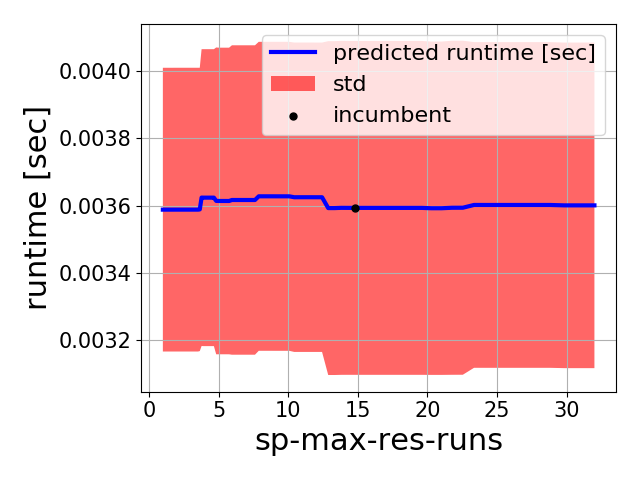 predicted runtime [sec]
std
incumbent
0.0040
0.0038
0.0036
0.0034
0.0032
runtime [sec]
0 5 10 15 20 25 30
sp-max-res-runs